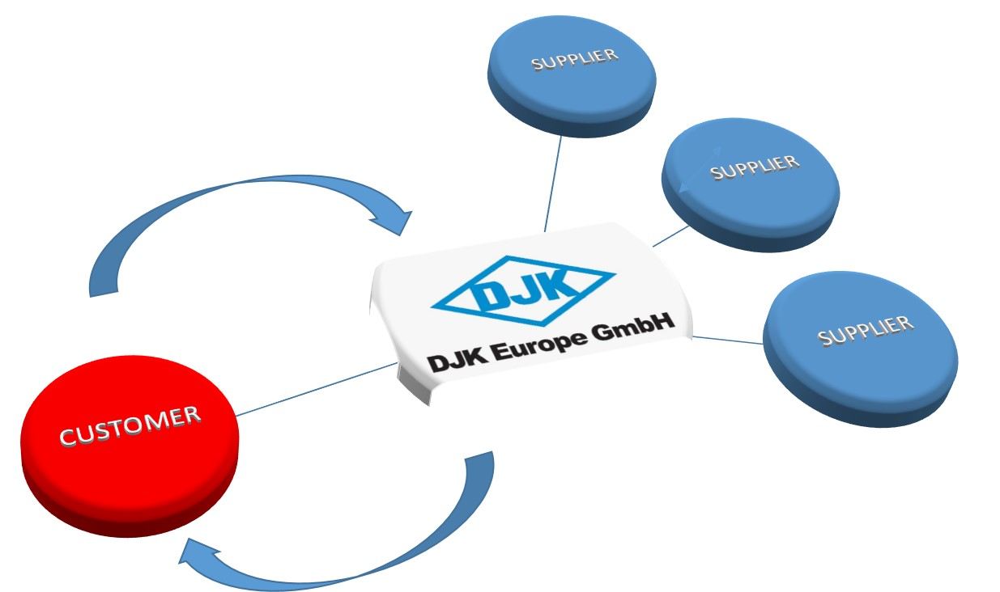 SUPPLIER
SUPPLIER
DJK
DJK Europe GmbH
SUPPLIER
CUSTOMER